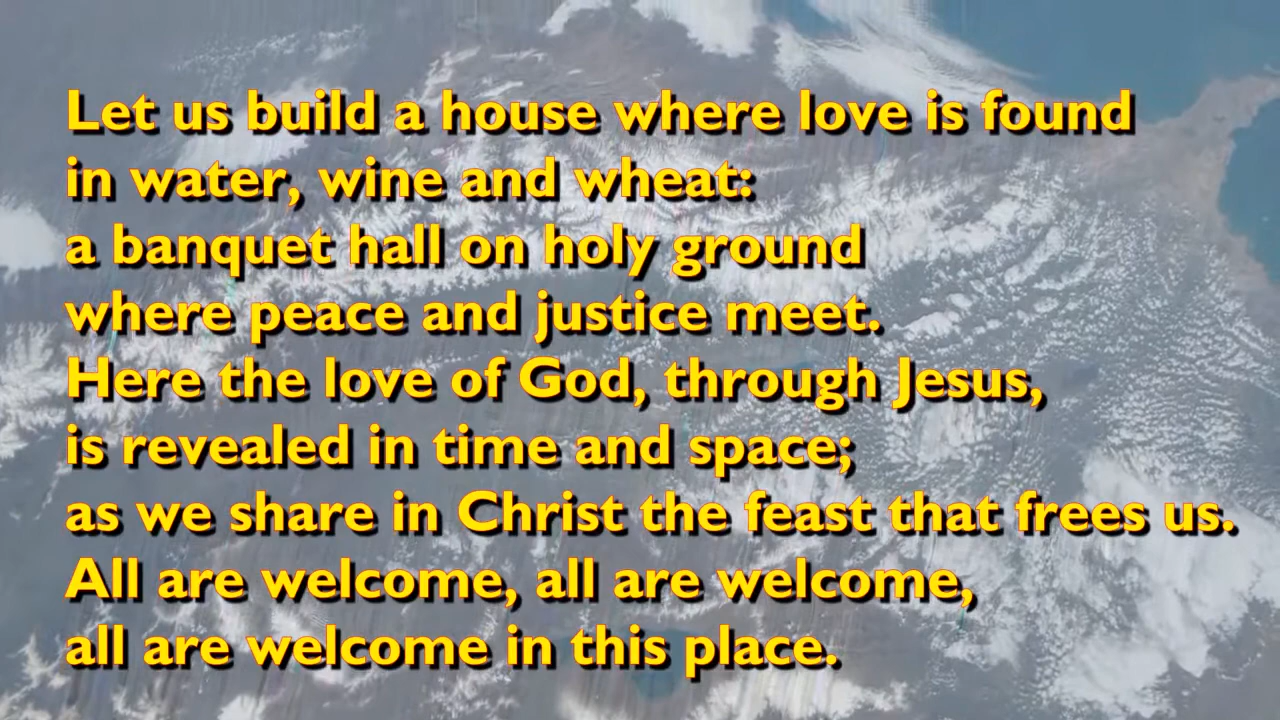 Let us build a house where love is found
in water, wine and wheat:
a banquet hall on holy ground
where peace and justice meet.
Here the love of God, through Jesus,
is revealed in time and space;
as we share in Christ the feast that frees us.
All are welcome, all are welcome,
all are welcome in this place.